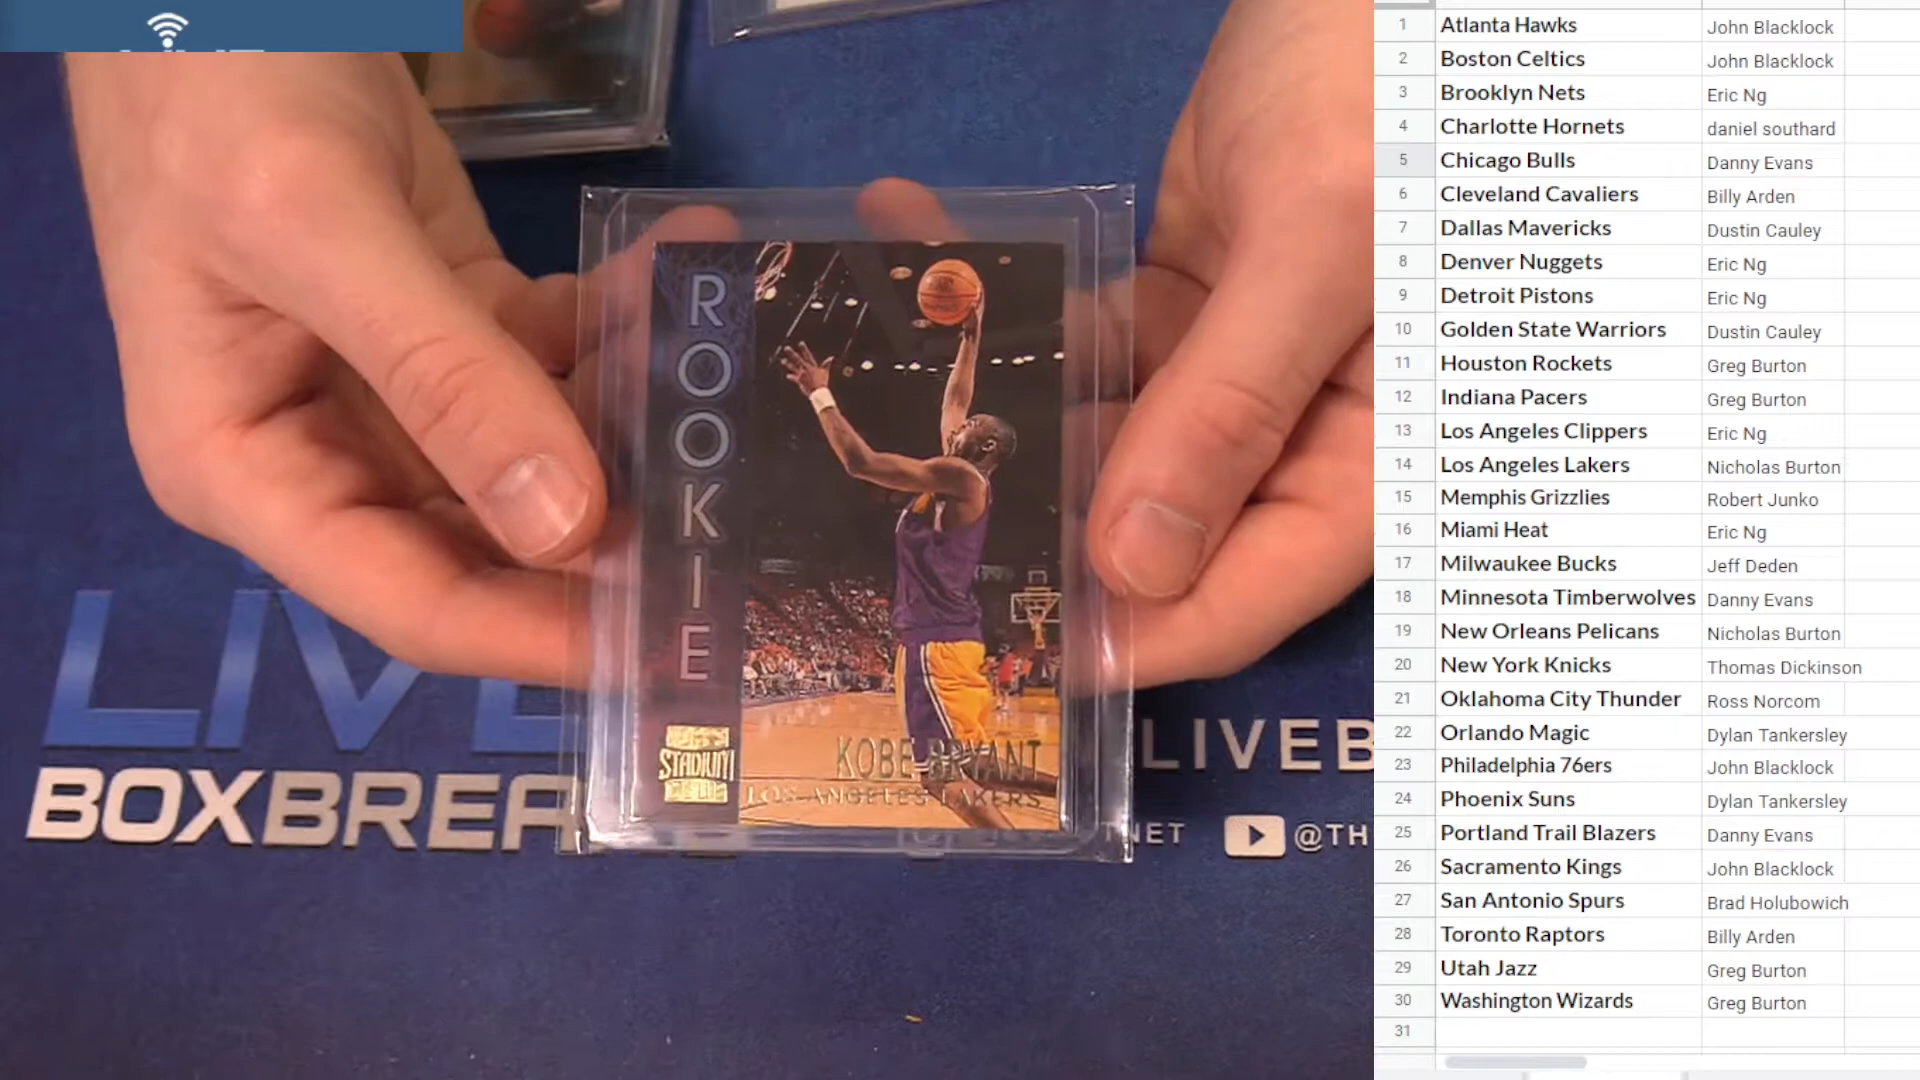 ROOKIE
STADIUM
KOBE BRYANT
LOS ANGELES LAKERS
LIVE
BOXBREA
LIVEB
NET
@TH
1 Atlanta Hawks John Blacklock
2 Boston Celtics John Blacklock
3 Brooklyn Nets Eric Ng
4 Charlotte Hornets daniel southard
5 Chicago Bulls Danny Evans
6 Cleveland Cavaliers Billy Arden
7 Dallas Mavericks Dustin Cauley
8 Denver Nuggets Eric Ng
9 Detroit Pistons Eric Ng
10 Golden State Warriors Dustin Cauley
11 Houston Rockets Greg Burton
12 Indiana Pacers Greg Burton
13 Los Angeles Clippers Eric Ng
14 Los Angeles Lakers Nicholas Burton
15 Memphis Grizzlies Robert Junko
16 Miami Heat Eric Ng
17 Milwaukee Bucks Jeff Deden
18 Minnesota Timberwolves Danny Evans
19 New Orleans Pelicans Nicholas Burton
20 New York Knicks Thomas Dickinson
21 Oklahoma City Thunder Ross Norcom
22 Orlando Magic Dylan Tankersley
23 Philadelphia 76ers John Blacklock
24 Phoenix Suns Dylan Tankersley
25 Portland Trail Blazers Danny Evans
26 Sacramento Kings John Blacklock
27 San Antonio Spurs Brad Holubowich
28 Toronto Raptors Billy Arden
29 Utah Jazz Greg Burton
30 Washington Wizards Greg Burton
31